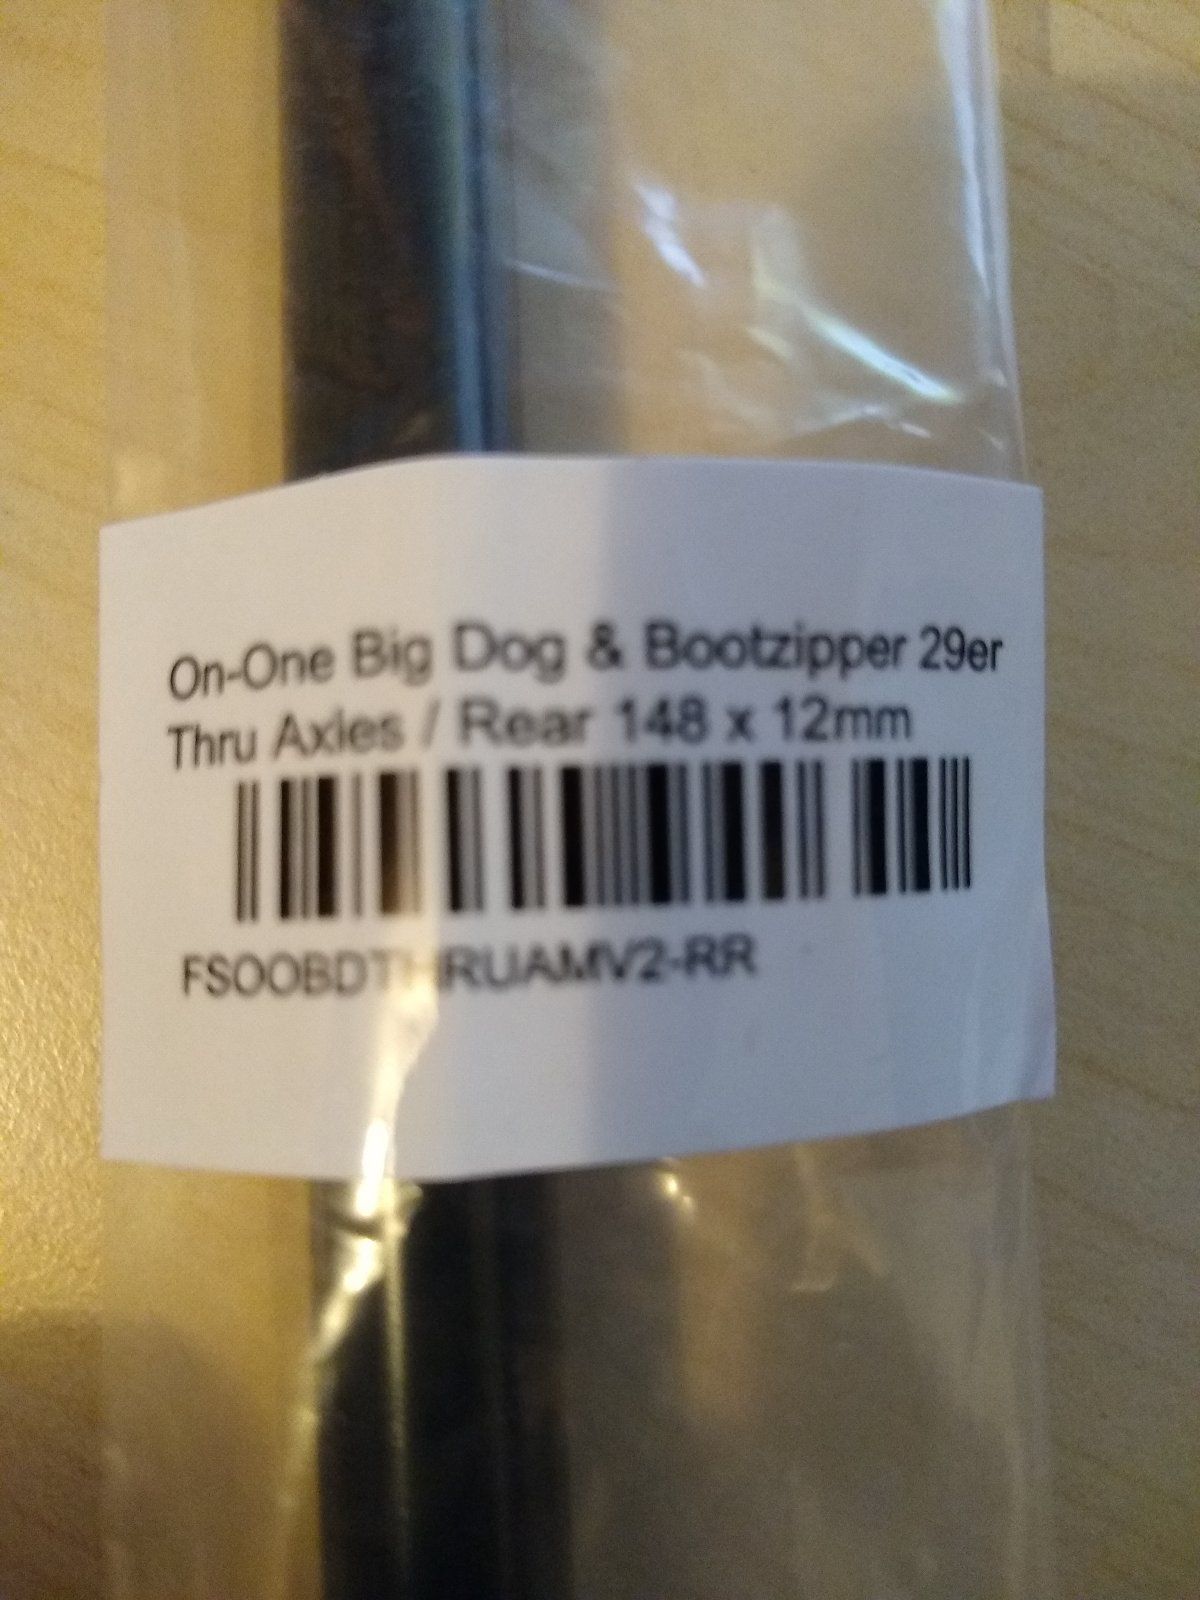 On-One Big Dog & Bootzipper 29er
Thru Axles / Rear 148 x 12mm
FSOOBDTHRUAMV2-RR